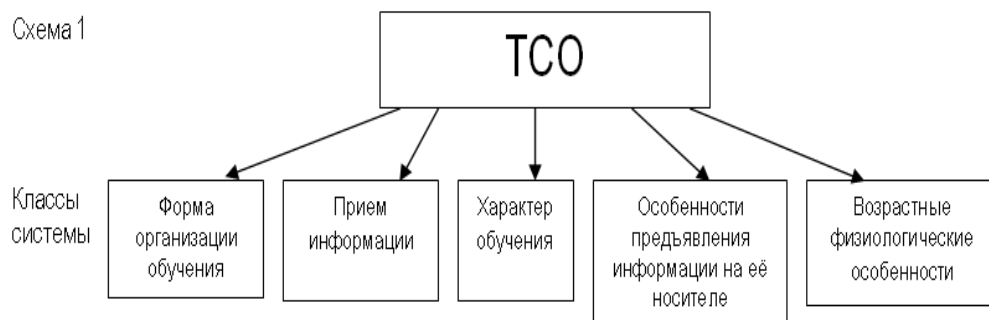 Схема 1
ТСО
Классы
системы
Форма
организации
обучения
Прием
информации
Характер
обучения
Особенности
предъявления
информации на её
носителе
Возрастные
физиологические
особенности